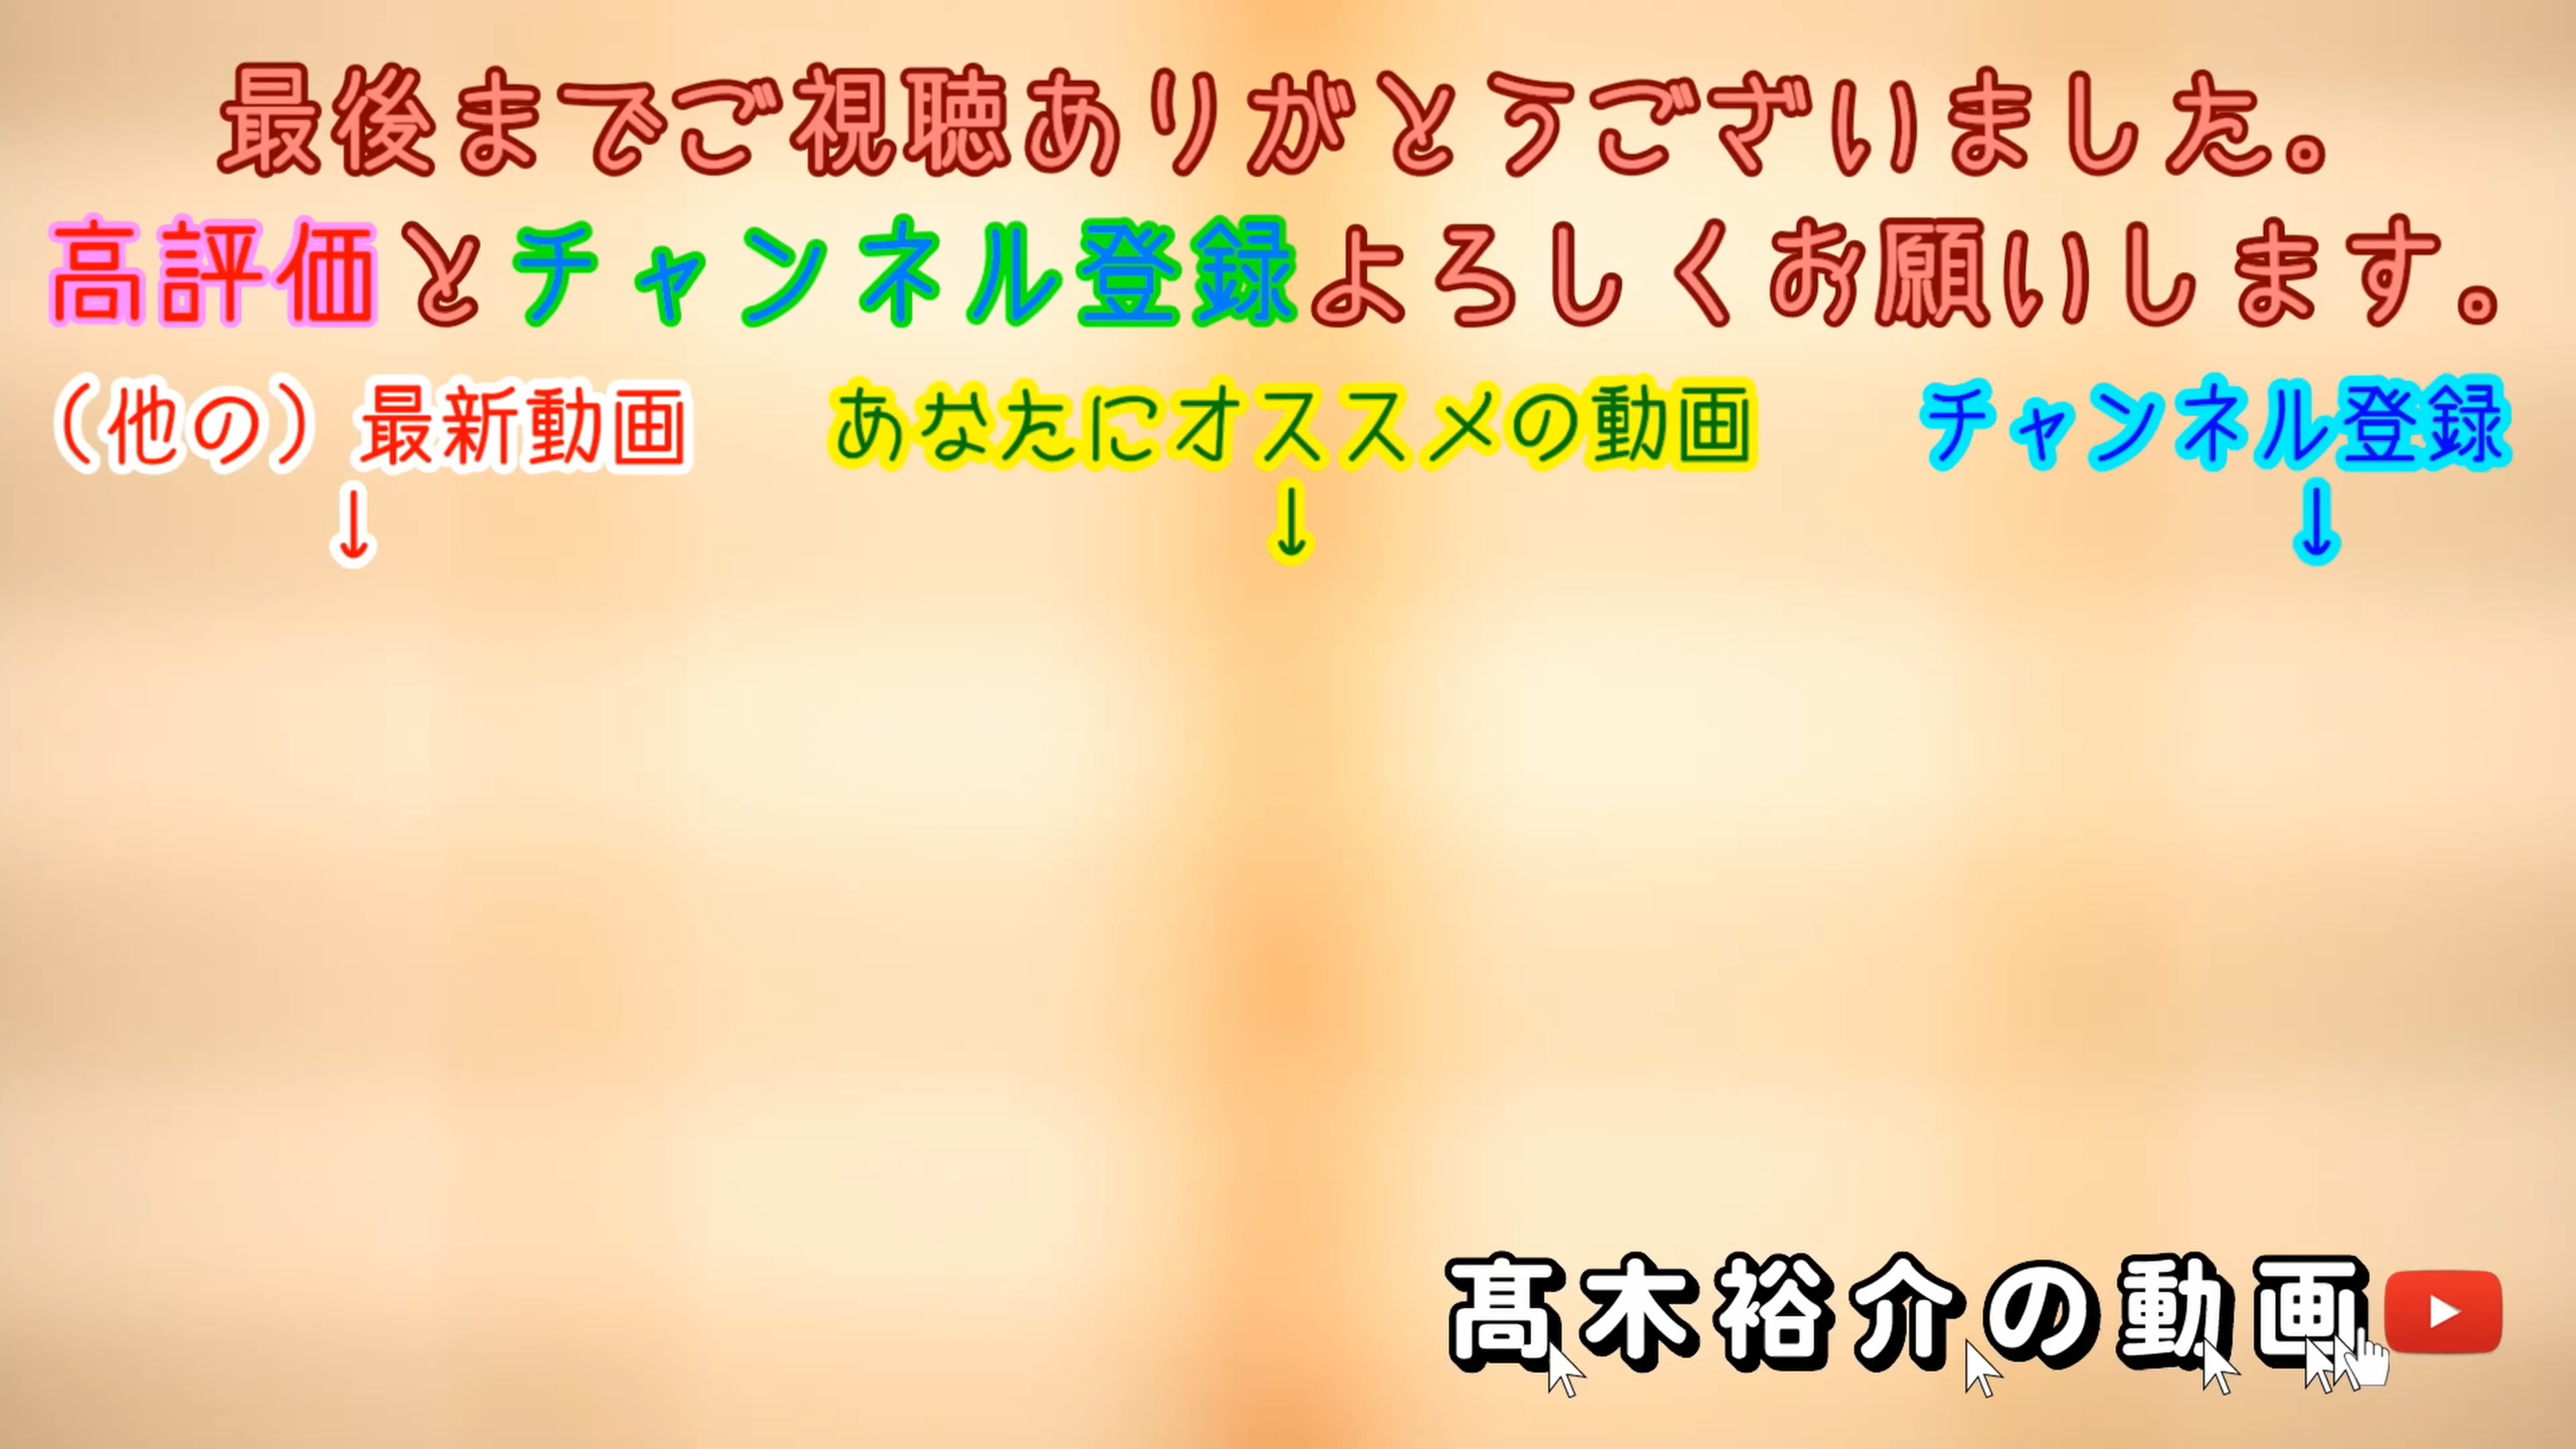 最後までご視聴ありがとうございました。
高評価とチャンネル登録よろしくお願いします。
（他の）最新動画 あなたにオススメの動画 チャンネル登録
↓ ↓ ↓
髙木裕介の動画